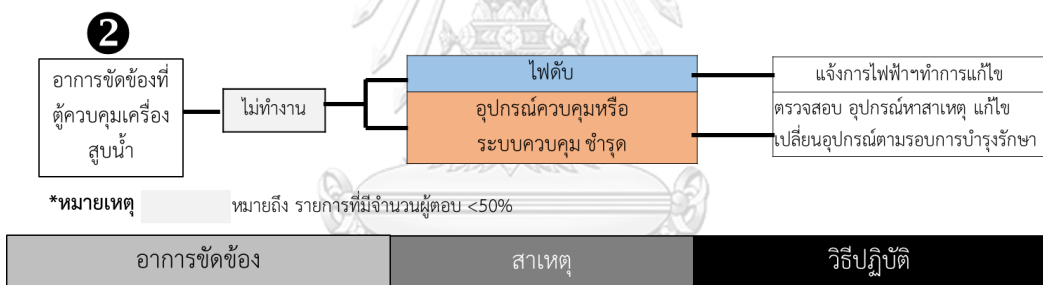 2
อาการขัดข้องที่
ตู้ควบคุมเครื่อง
สูบน้ำ
ไม่ทำงาน
ไฟดับ
อุปกรณ์ควบคุมหรือ
ระบบควบคุม ชำรุด
แจ้งการไฟฟ้าฯทำการแก้ไข
ตรวจสอบ อุปกรณ์หาสาเหตุ แก้ไข
เปลี่ยนอุปกรณ์ตามรอบการบำรุงรักษา
*หมายเหตุ หมายถึง รายการที่มีจำนวนผู้ตอบ <50%
อาการขัดข้อง สาเหตุ วิธีปฏิบัติ